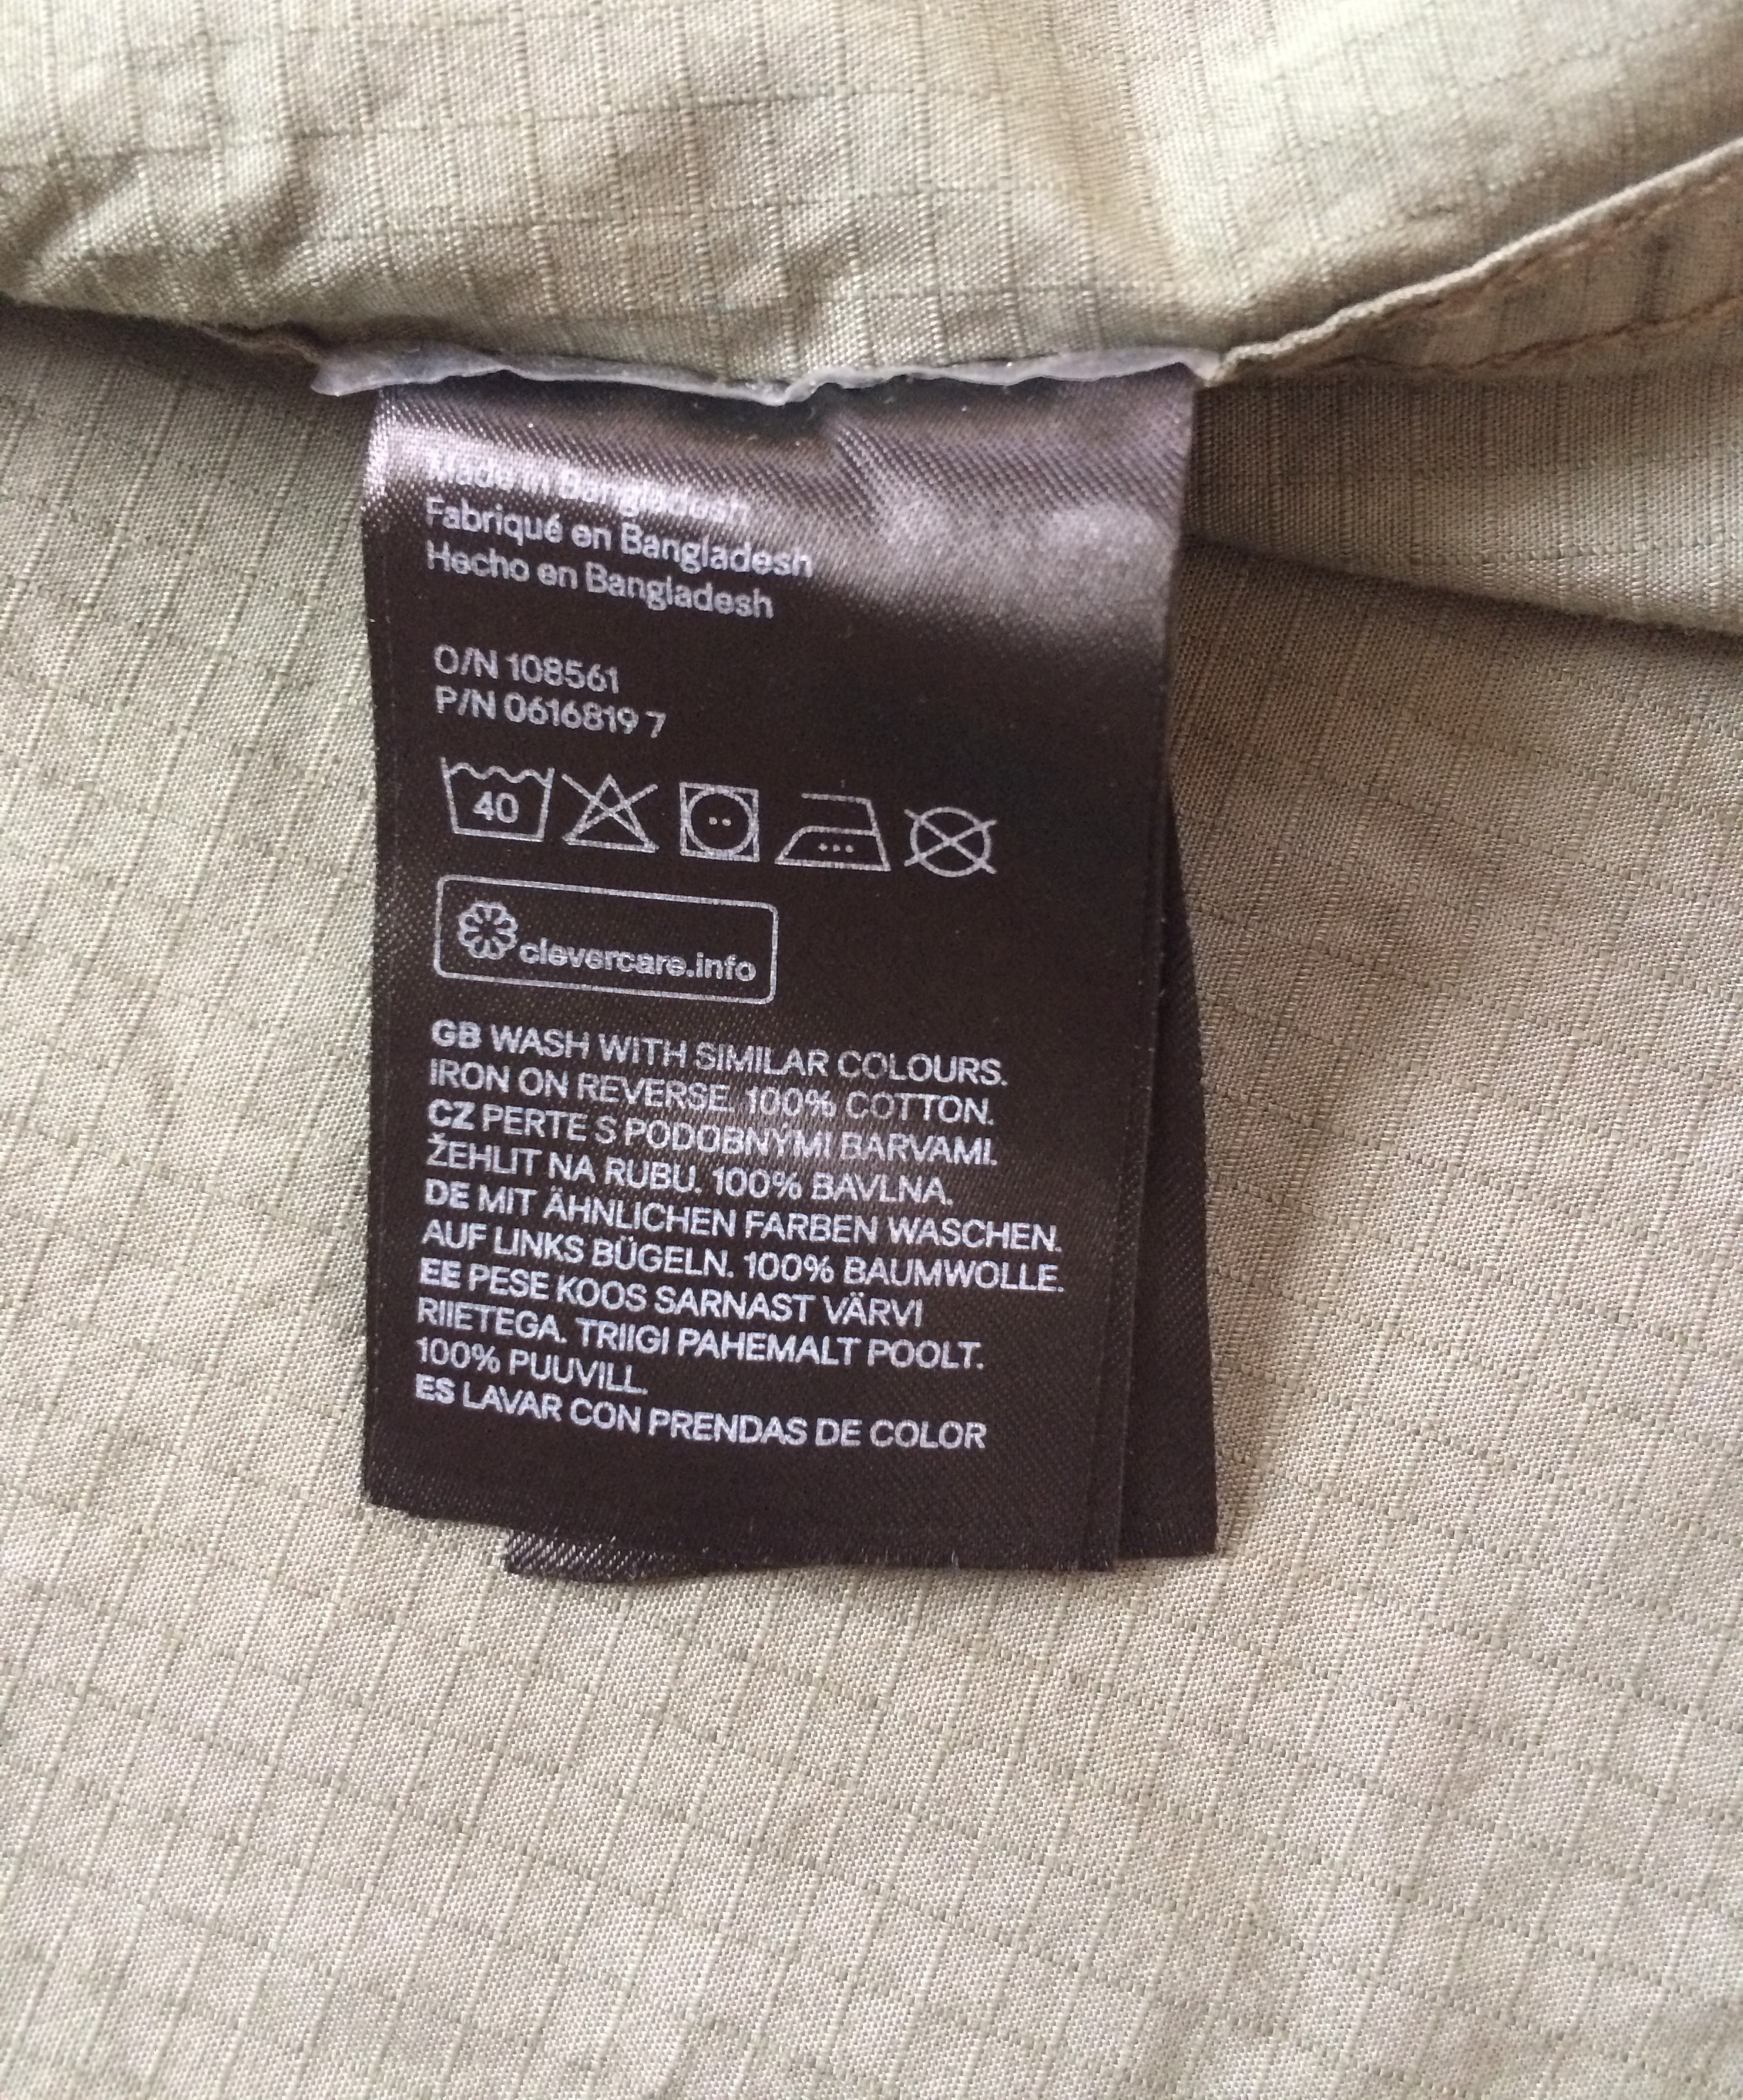 Made in Bangladesh
Fabriqué en Bangladesh
Hecho en Bangladesh
O/N 108561
P/N 0616819 7
40
clevercare.info
GB WASH WITH SIMILAR COLOURS.
IRON ON REVERSE. 100% COTTON.
CZ PERTE S PODOBNÝMI BARVAMI.
ŽEHLIT NA RUBU. 100% BAVLNA.
DE MIT ÄHNLICHEN FARBEN WASCHEN.
AUF LINKS BÜGELN. 100% BAUMWOLLE.
EE PESE KOOS SARNAST VÄRVI
RIIETEGA. TRIIGI PAHEMALT POOLT.
100% PUUVILL.
ES LAVAR CON PRENDAS DE COLOR